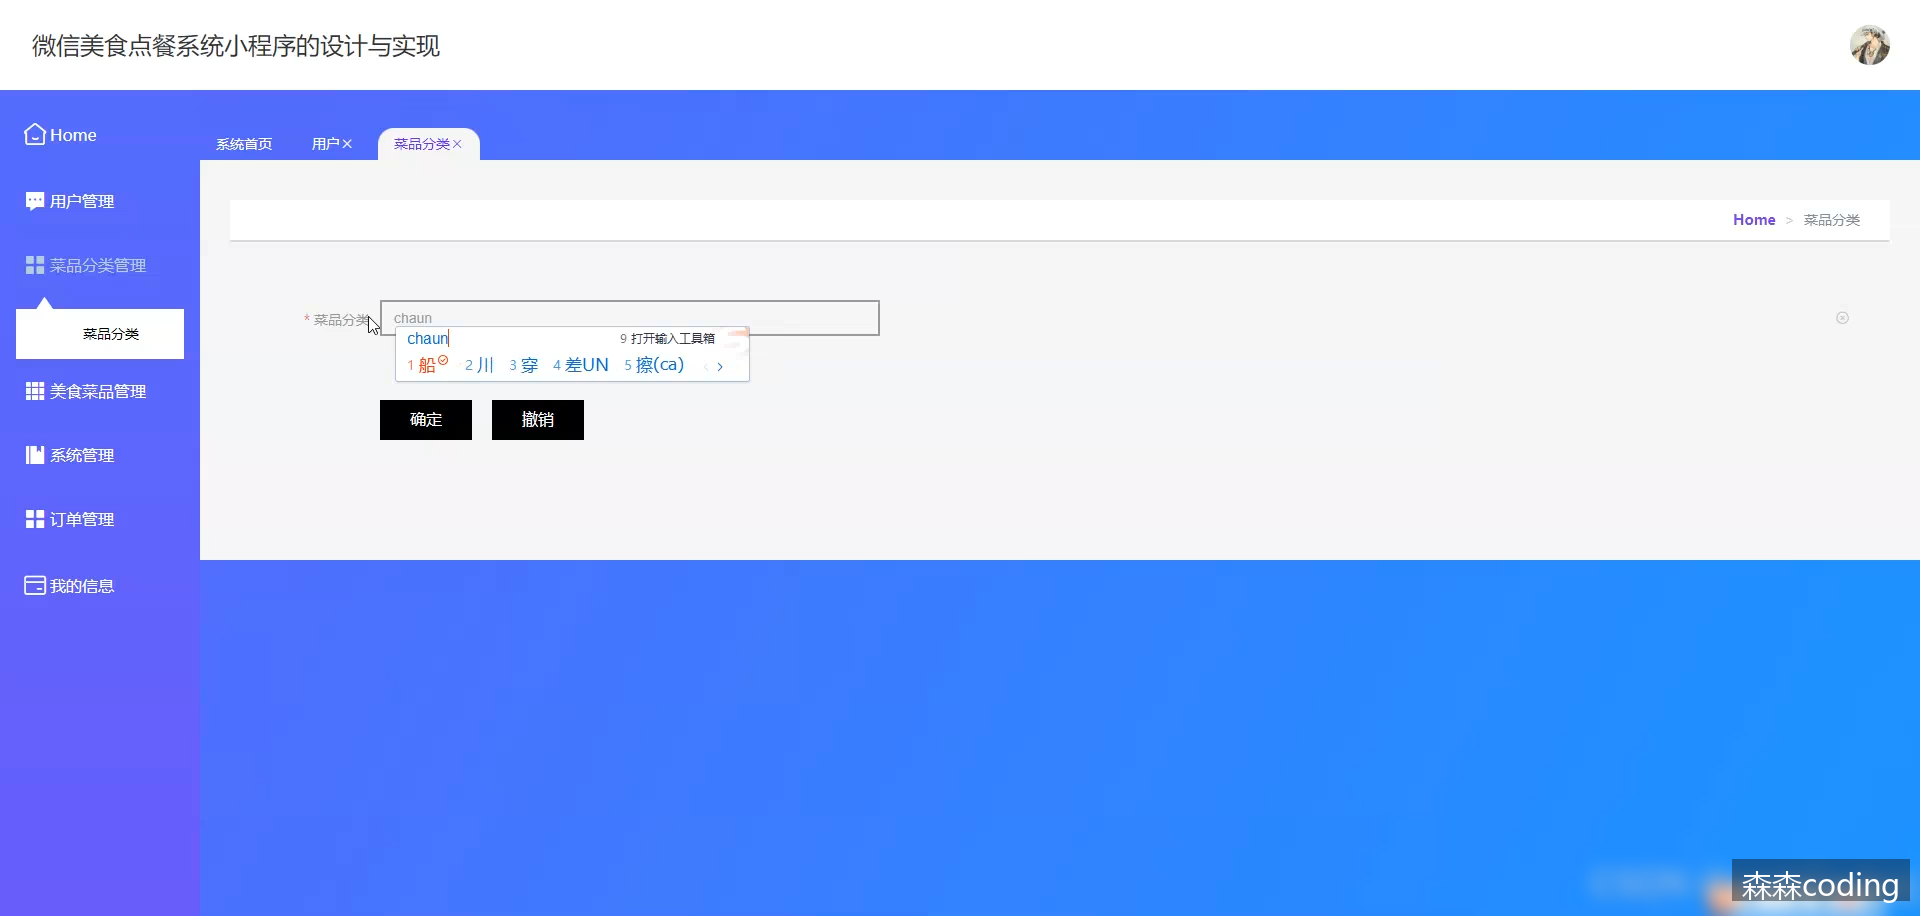 微信美食点餐系统小程序的设计与实现
Home
系统首页
用户
菜品分类
用户管理
Home > 菜品分类
菜品分类管理
* 菜品分类
chaun
菜品分类
chaun
9 打开输入工具箱
1 船 2 川 3 穿 4 差UN 5 擦(ca)
美食菜品管理
确定
撤销
系统管理
订单管理
我的信息
森森coding